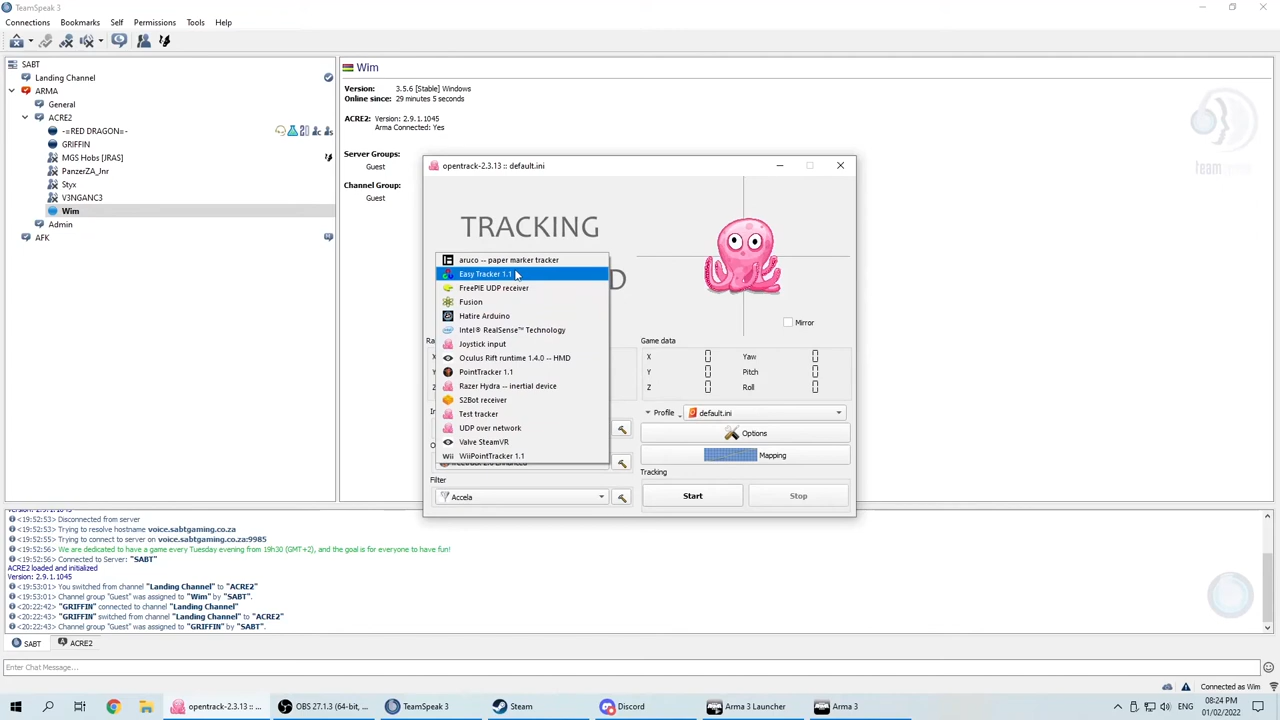 TeamSpeak 3
Connections Bookmarks Self Permissions Tools Help
SABT
Landing Channel
ARMA
General
ACRE2
-=RED DRAGON=-
GRIFFIN
MGS Hobs [JRAS]
PanzerZA_Jnr
Styx
V3NGANC3
Wim
Admin
AFK
Wim
Version: 3.5.6 [Stable] Windows
Online since: 29 minutes 5 seconds
ACRE2: Version: 2.9.1.1045
Arma Connected: Yes
Server Groups:
Guest
Channel Group:
Guest
opentrack-2.3.13 :: default.ini
TRACKING
D
aruco -- paper marker tracker
Easy Tracker 1.1
FreePIE UDP receiver
Fusion
Hatire Arduino
Intel® RealSense™ Technology
Joystick input
Oculus Rift runtime 1.4.0 -- HMD
PointTracker 1.1
Razer Hydra -- inertial device
S2Bot receiver
Test tracker
UDP over network
Valve SteamVR
Wii WiiPointTracker 1.1
Filter
Accela
Mirror
Game data
X 0 Yaw 0
Y 0 Pitch 0
Z 0 Roll 0
Profile default.ini
Options
Mapping
Tracking
Start Stop
<19:52:53> Disconnected from server
<19:52:53> Trying to resolve hostname voice.sabtgaming.co.za
<19:52:55> Trying to connect to server on voice.sabtgaming.co.za:9985
<19:52:56> We are dedicated to have a game every Tuesday evening from 19h30 (GMT+2), and the goal is for everyone to have fun!
<19:52:56> Connected to Server: "SABT"
ACRE2 loaded and initialized
Version: 2.9.1.1045
<19:53:01> You switched from channel "Landing Channel" to "ACRE2"
<19:53:01> Channel group "Guest" was assigned to "Wim" by "SABT".
<20:22:42> "GRIFFIN" connected to channel "Landing Channel"
<20:22:43> "GRIFFIN" switched from channel "Landing Channel" to "ACRE2"
<20:22:43> Channel group "Guest" was assigned to "GRIFFIN" by "SABT".
SABT ACRE2
Enter Chat Message...
Connected as Wim
opentrack-2.3.13 :: ... OBS 27.1.3 (64-bit, ... TeamSpeak 3 Steam Discord Arma 3 Launcher Arma 3
ENG
08:24 PM
01/02/2022